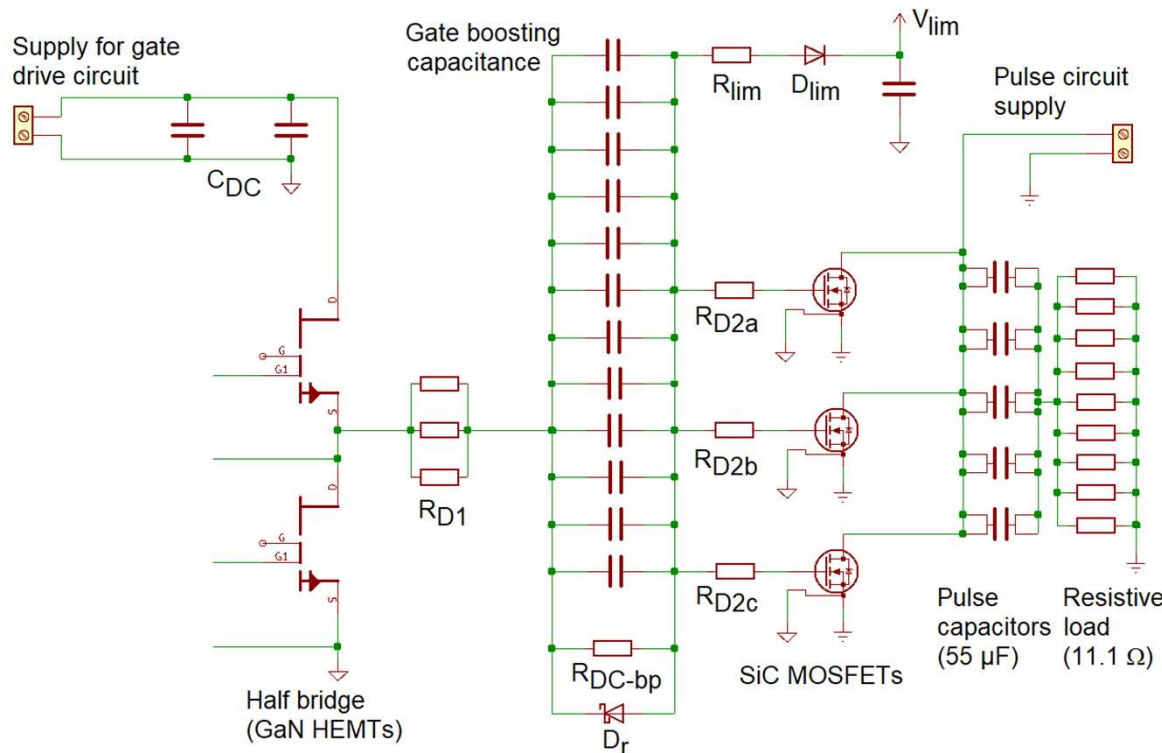 Supply for gate
drive circuit
CDC
Gate boosting
capacitance
Rlim
Dlim
Vlim
Pulse circuit
supply
D
G
G1
S
D
G
G1
S
RD1
RD2a
RD2b
RD2c
RDC-bp
Dr
Half bridge
(GaN HEMTs)
SiC MOSFETs
Pulse
capacitors
(55 µF)
Resistive
load
(11.1 Ω)